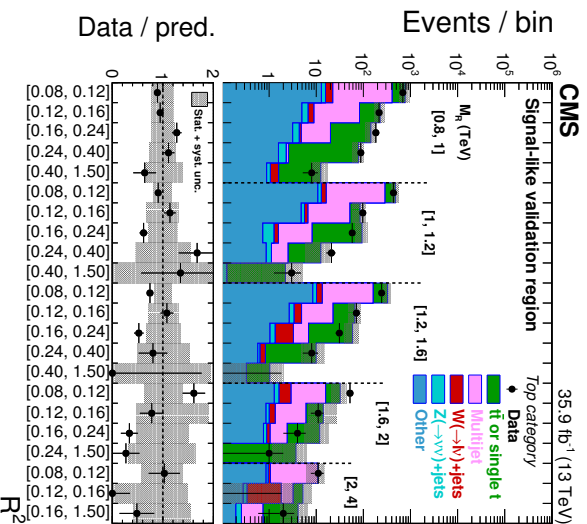 CMS
35.9 fb⁻¹ (13 TeV)
Signal-like validation region
Top category
Data
tt̄ or single t
Multijet
W(→lν)+jets
Z(→νν)+jets
Other
M_R (TeV)
[0.8, 1]
[1, 1.2]
[1.2, 1.6]
[1.6, 2]
[2, 4]
Events / bin
10⁶
10⁵
10⁴
10³
10²
10
1
Data / pred.
2
1
0
Stat. + syst. unc.
[0.08, 0.12]
[0.12, 0.16]
[0.16, 0.24]
[0.24, 0.40]
[0.40, 1.50]
[0.08, 0.12]
[0.12, 0.16]
[0.16, 0.24]
[0.24, 0.40]
[0.40, 1.50]
[0.08, 0.12]
[0.12, 0.16]
[0.16, 0.24]
[0.24, 0.40]
[0.40, 1.50]
[0.08, 0.12]
[0.12, 0.16]
[0.16, 0.24]
[0.24, 1.50]
[0.08, 0.12]
[0.12, 0.16]
[0.16, 1.50]
R²